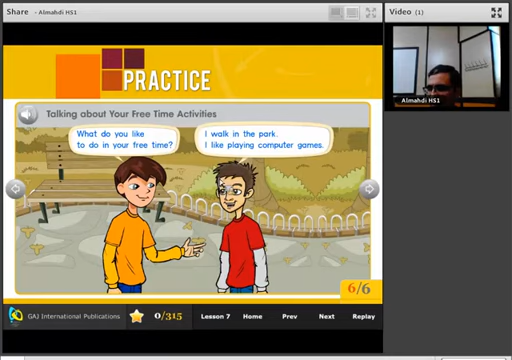 Share - Almahdi HS1
Video (1)
PRACTICE
Talking about Your Free Time Activities
What do you like
to do in your free time?
I walk in the park.
I like playing computer games.
Almahdi HS1
6/6
GAJ International Publications
0/315
Lesson 7
Home
Prev
Next
Replay